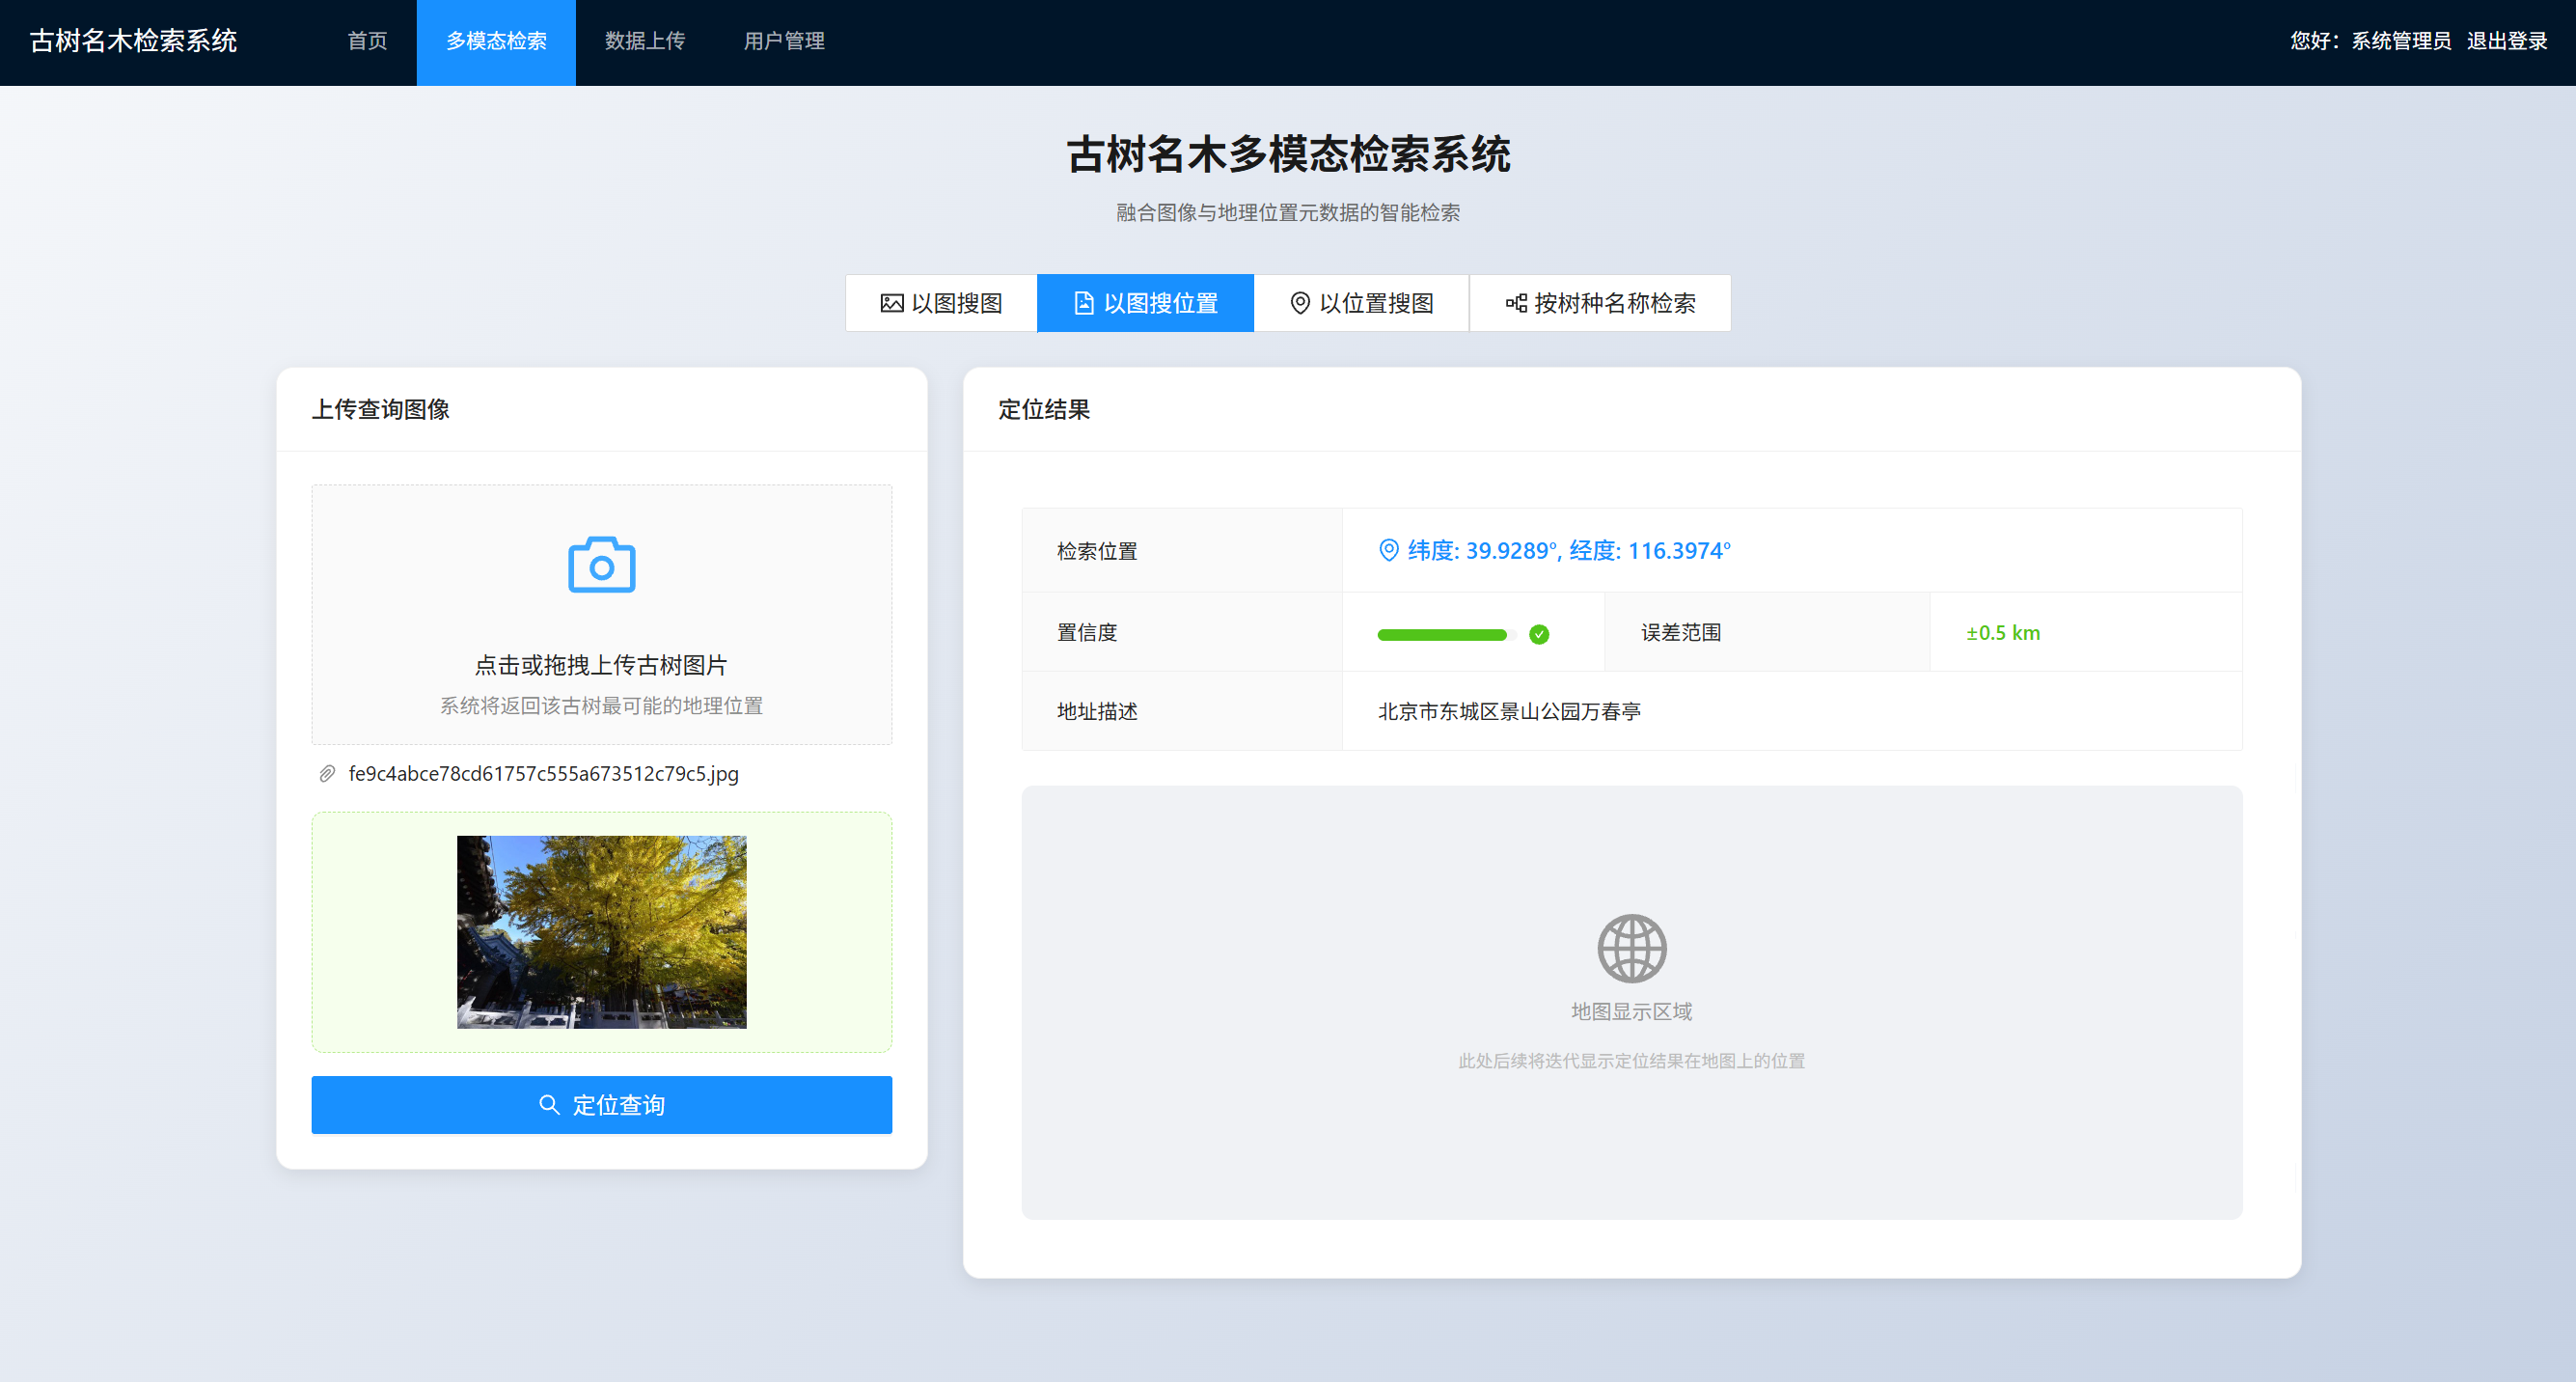 古树名木检索系统 首页 多模态检索 数据上传 用户管理 您好：系统管理员 退出登录
古树名木多模态检索系统
融合图像与地理位置元数据的智能检索
以图搜图 以图搜位置 以位置搜图 按树种名称检索
上传查询图像
点击或拖拽上传古树图片
系统将返回该古树最可能的地理位置
fe9c4abce78cd61757c555a673512c79c5.jpg
定位查询
定位结果
检索位置 纬度: 39.9289°, 经度: 116.3974°
置信度 误差范围 ±0.5 km
地址描述 北京市东城区景山公园万春亭
地图显示区域
此处后续将迭代显示定位结果在地图上的位置